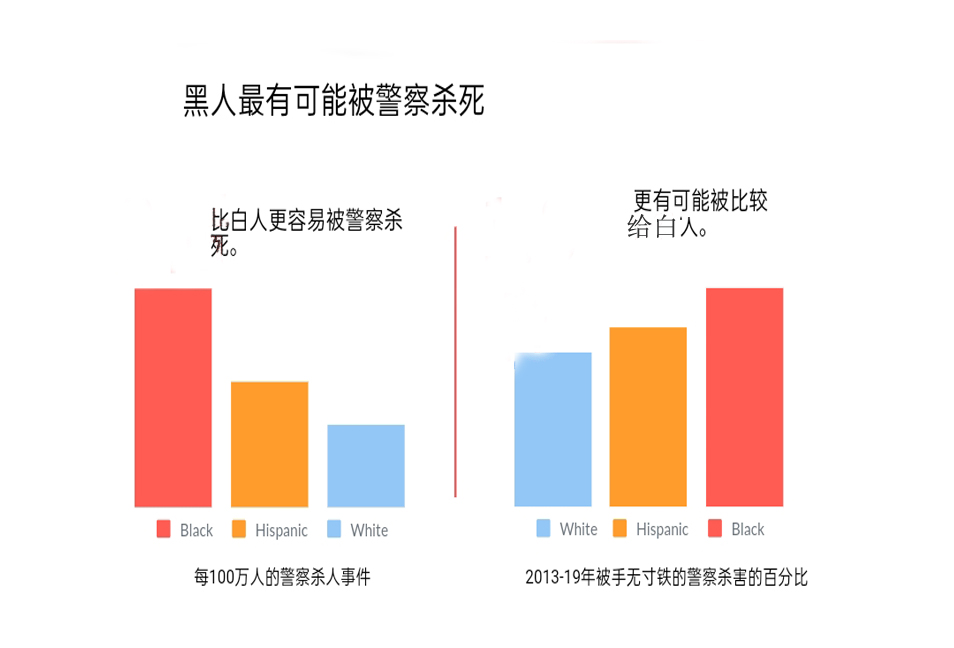 黑人最有可能被警察杀死
比白人更容易被警察杀
死。
更有可能被比较
给白人。
Black Hispanic White
White Hispanic Black
每100万人的警察杀人事件
2013-19年被手无寸铁的警察杀害的百分比